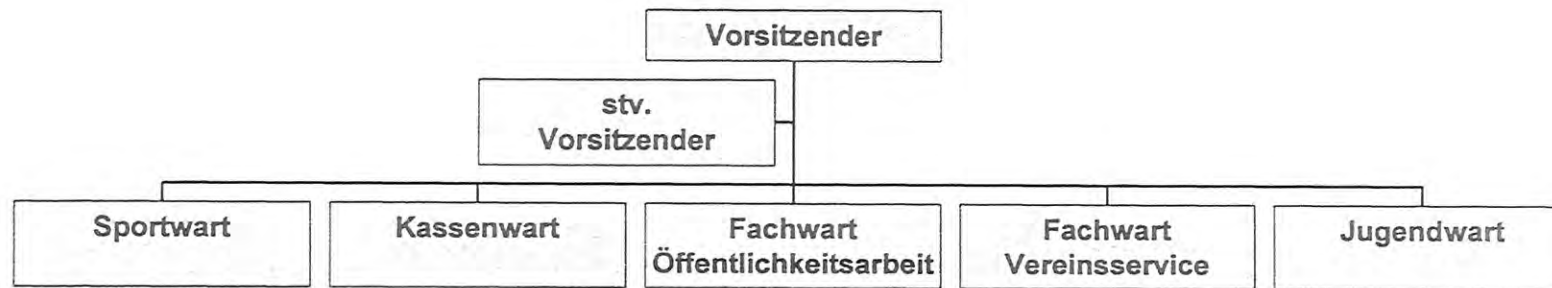 Vorsitzender
stv.
Vorsitzender
Sportwart
Kassenwart
Fachwart
Öffentlichkeitsarbeit
Fachwart
Vereinsservice
Jugendwart